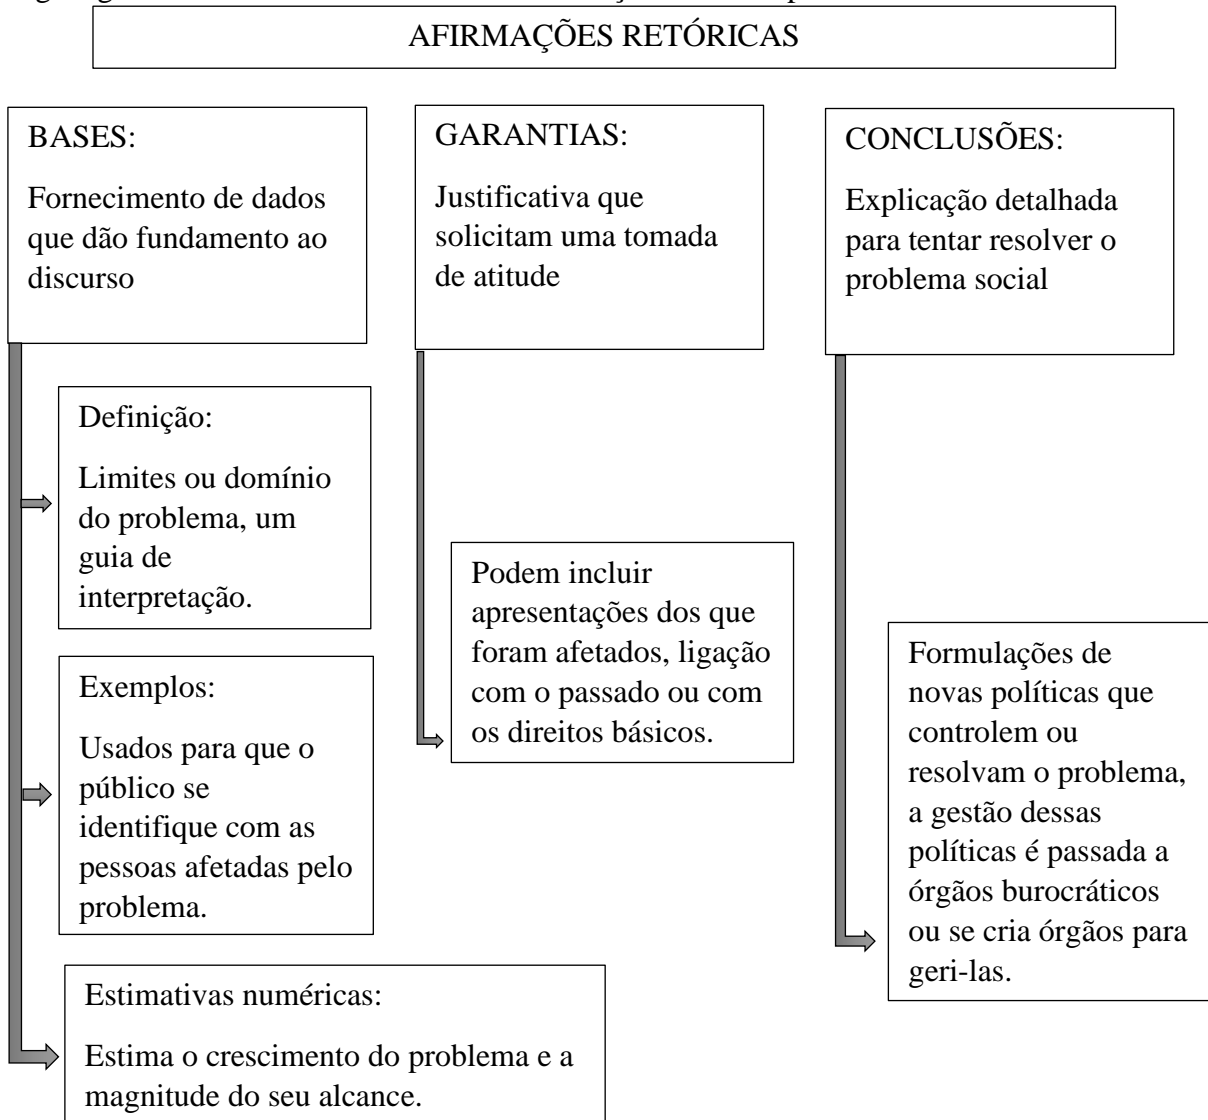 AFIRMAÇÕES RETÓRICAS
BASES:
Fornecimento de dados
que dão fundamento ao
discurso
Definição:
Limites ou domínio
do problema, um
guia de
interpretação.
Exemplos:
Usados para que o
público se
identifique com as
pessoas afetadas pelo
problema.
Estimativas numéricas:
Estima o crescimento do problema e a
magnitude do seu alcance.
GARANTIAS:
Justificativa que
solicitam uma tomada
de atitude
Podem incluir
apresentações dos que
foram afetados, ligação
com o passado ou com
os direitos básicos.
CONCLUSÕES:
Explicação detalhada
para tentar resolver o
problema social
Formulações de
novas políticas que
controlem ou
resolvam o problema,
a gestão dessas
políticas é passada a
órgãos burocráticos
ou se cria órgãos para
geri-las.